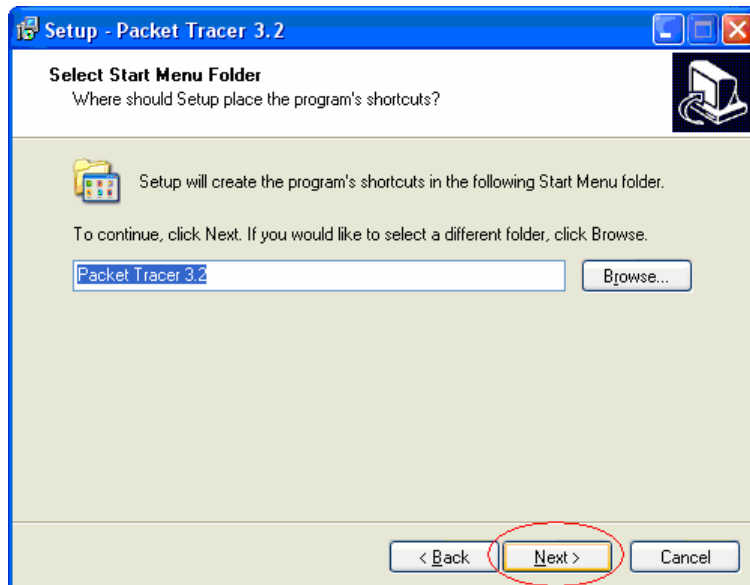 Setup - Packet Tracer 3.2
Select Start Menu Folder
Where should Setup place the program's shortcuts?
Setup will create the program's shortcuts in the following Start Menu folder.
To continue, click Next. If you would like to select a different folder, click Browse.
Packet Tracer 3.2
Browse...
< Back
Next >
Cancel